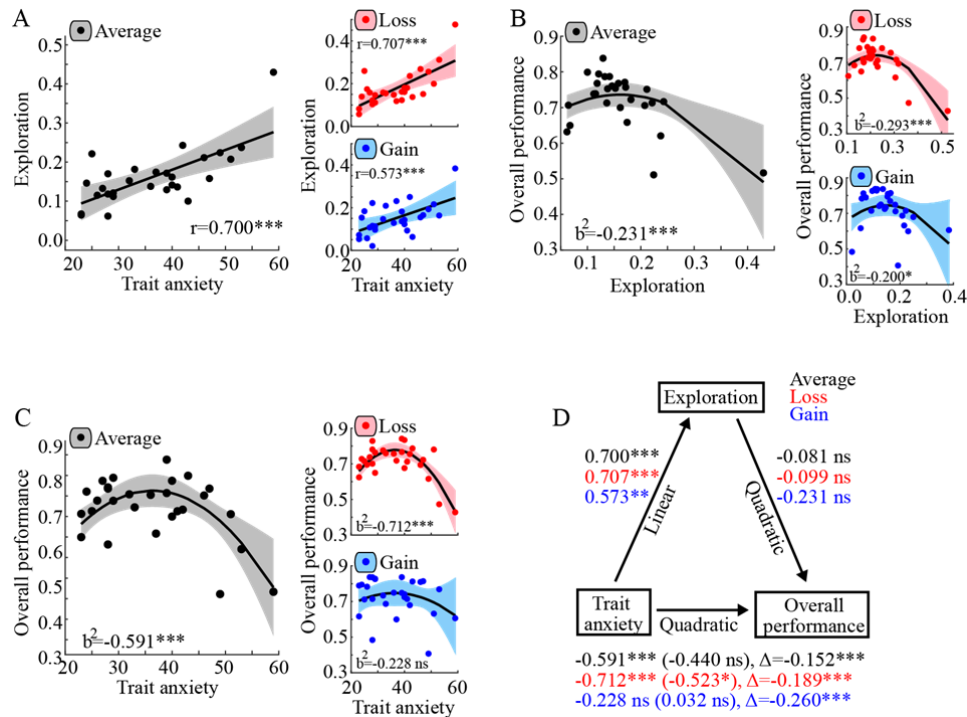 A
Average
Exploration
0.5
0.4
0.3
0.2
0.1
0.0
r=0.700***
20 30 40 50 60
Trait anxiety
Loss
r=0.707***
Exploration
0.4
0.2
0.0
Gain
r=0.573***
Exploration
0.4
0.2
0.0
20 40 60
Trait anxiety
B
Average
Overall performance
0.9
0.8
0.7
0.6
0.5
0.4
0.3
b²=-0.231***
0.1 0.2 0.3 0.4
Exploration
Loss
0.9
0.7
0.5
0.3
b²=-0.293***
0.1 0.3 0.5
Overall performance
Gain
0.9
0.7
0.5
0.3
b²=-0.200*
0.0 0.2 0.4
Exploration
C
Average
Overall performance
0.9
0.8
0.7
0.6
0.5
0.4
0.3
b²=-0.591***
20 30 40 50 60
Trait anxiety
Loss
0.9
0.7
0.5
0.3
b²=-0.712***
Overall performance
Gain
0.9
0.7
0.5
0.3
b²=-0.228 ns
20 40 60
Trait anxiety
D
Average
Loss
Gain
Exploration
0.700***
0.707***
0.573**
Linear
-0.081 ns
-0.099 ns
-0.231 ns
Quadratic
Trait
anxiety
Quadratic
Overall
performance
-0.591*** (-0.440 ns), Δ=-0.152***
-0.712*** (-0.523*), Δ=-0.189***
-0.228 ns (0.032 ns), Δ=-0.260***